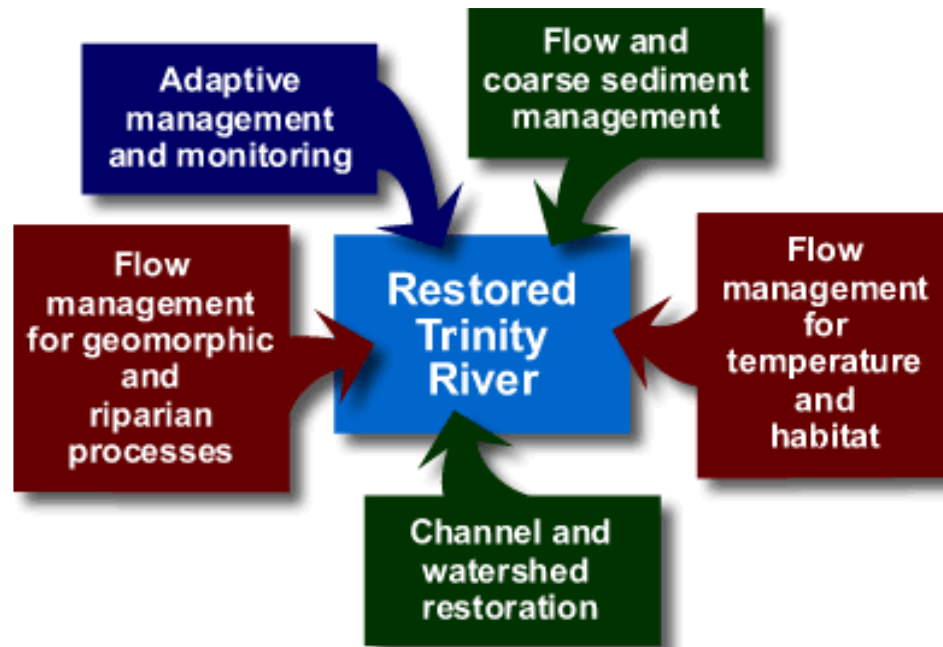 Adaptive
management
and monitoring
Flow and
coarse sediment
management
Flow
management
for geomorphic
and
riparian
processes
Restored
Trinity
River
Flow
management
for
temperature
and
habitat
Channel and
watershed
restoration